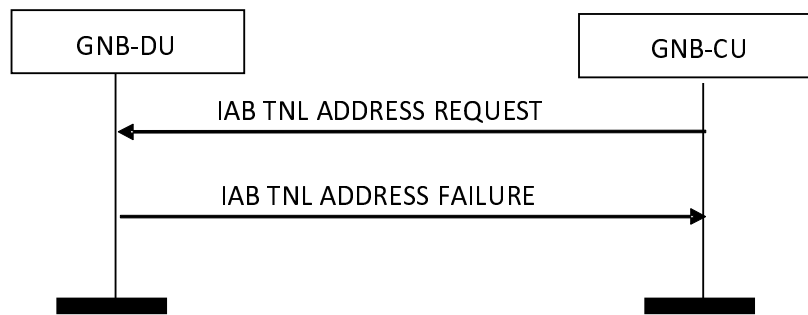 GNB-DU
GNB-CU
IAB TNL ADDRESS REQUEST
IAB TNL ADDRESS FAILURE